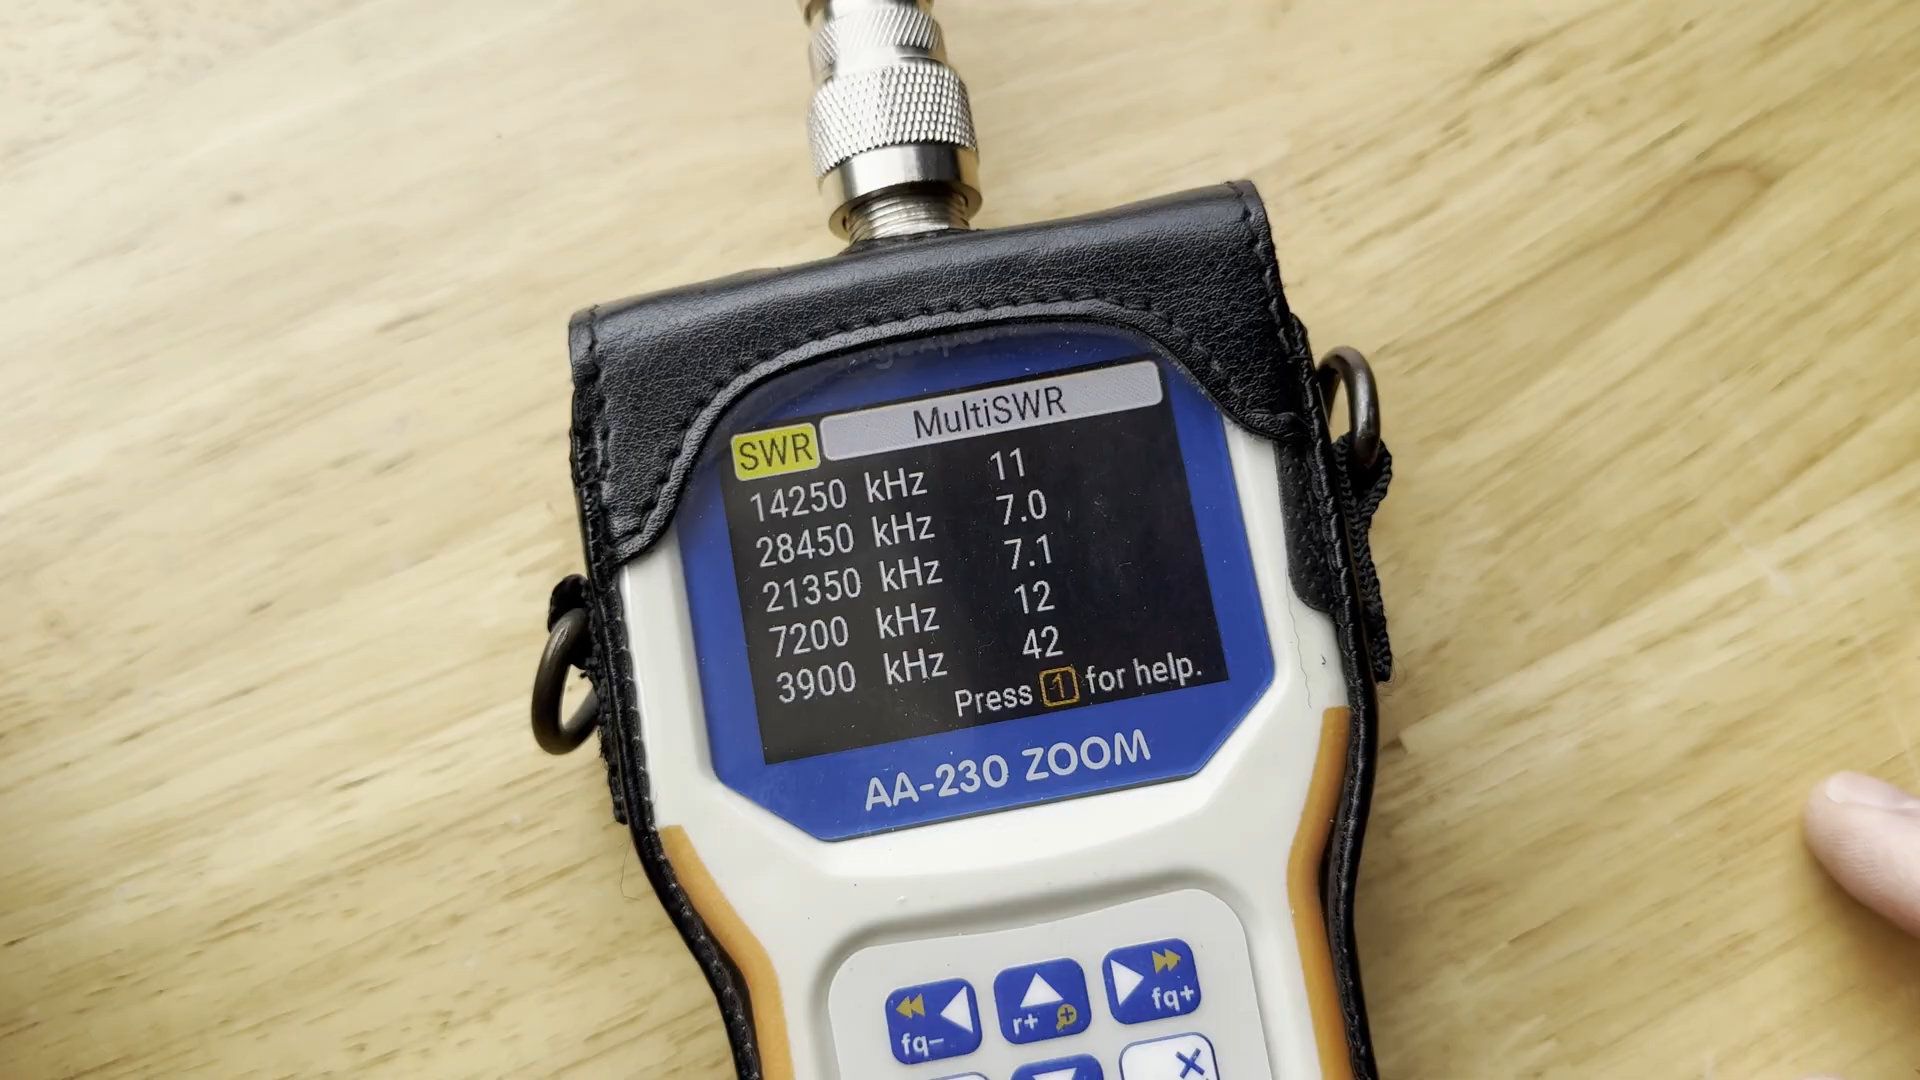 SWR MultiSWR
14250 kHz 11
28450 kHz 7.0
21350 kHz 7.1
7200 kHz 12
3900 kHz 42
Press 1 for help.
AA-230 ZOOM
fq- r+ fq+
X